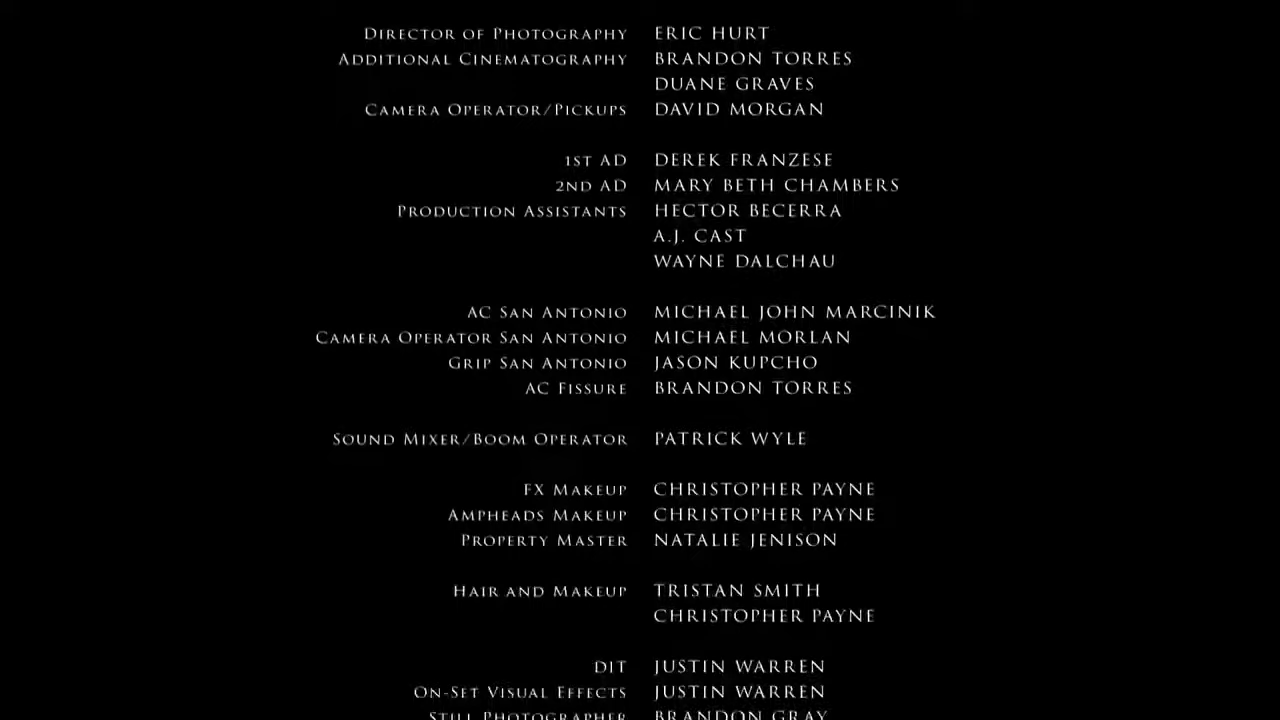 Director of Photography ERIC HURT
Additional Cinematography BRANDON TORRES
DUANE GRAVES
Camera Operator/Pickups DAVID MORGAN
1st AD DEREK FRANZESE
2nd AD MARY BETH CHAMBERS
Production Assistants HECTOR BECERRA
A.J. CAST
WAYNE DALCHAU
AC San Antonio MICHAEL JOHN MARCINIK
Camera Operator San Antonio MICHAEL MORLAN
Grip San Antonio JASON KUPCHO
AC Fissure BRANDON TORRES
Sound Mixer/Boom Operator PATRICK WYLE
FX Makeup CHRISTOPHER PAYNE
Ampheads Makeup CHRISTOPHER PAYNE
Property Master NATALIE JENISON
Hair and Makeup TRISTAN SMITH
CHRISTOPHER PAYNE
DIT JUSTIN WARREN
On-Set Visual Effects JUSTIN WARREN
Still Photographer BRANDON GRAY